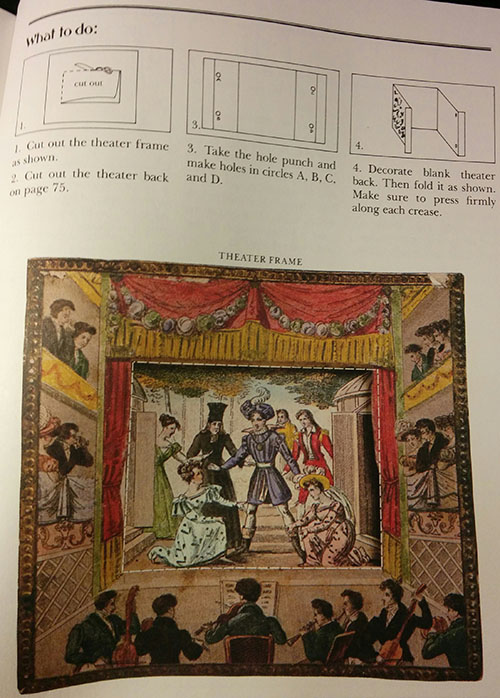 What to do:
cut out
1.
1. Cut out the theater frame
as shown.
2. Cut out the theater back
on page 75.
3.
3. Take the hole punch and
make holes in circles A, B, C,
and D.
4.
4. Decorate blank theater
back. Then fold it as shown.
Make sure to press firmly
along each crease.
THEATER FRAME